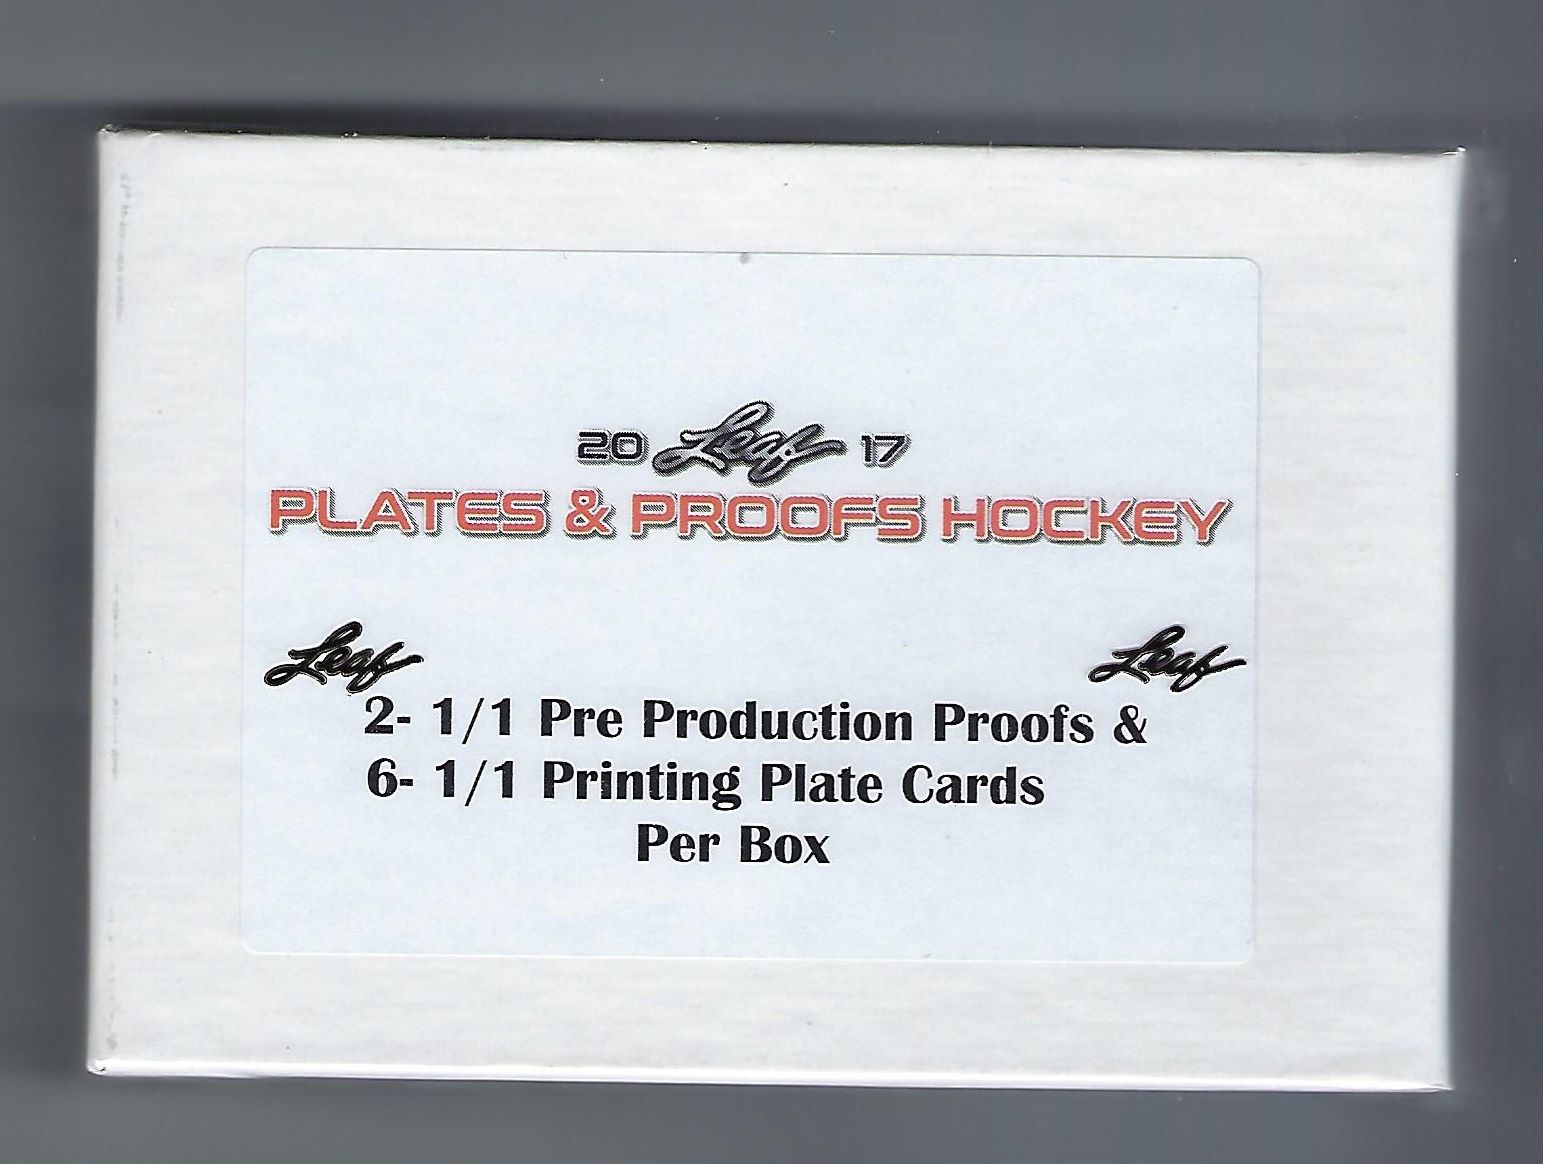 20 Leaf 17
PLATES & PROOFS HOCKEY
Leaf Leaf
2- 1/1 Pre Production Proofs &
6- 1/1 Printing Plate Cards
Per Box